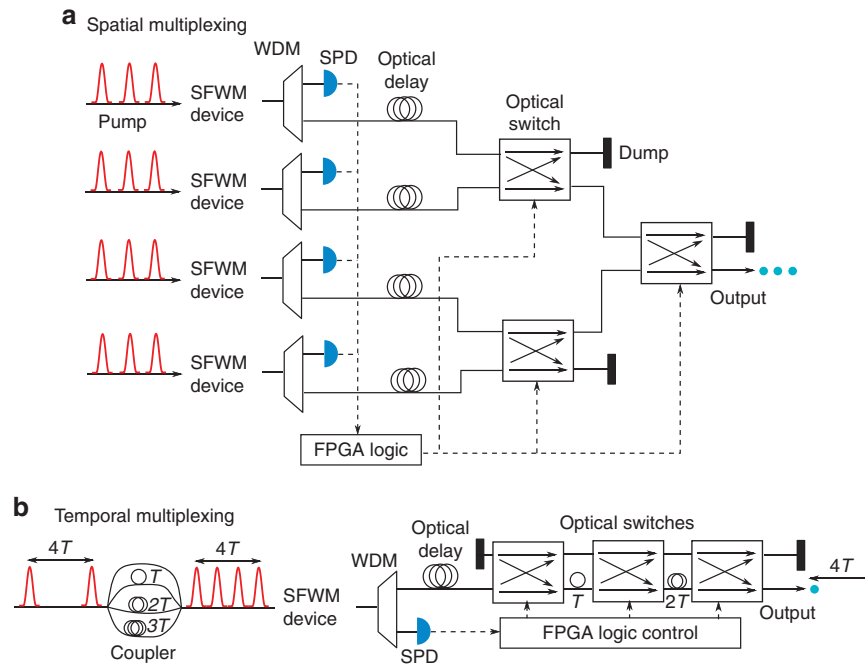 a Spatial multiplexing
WDM
SPD
Optical
delay
Optical
switch
Pump
SFWM
device
Dump
SFWM
device
SFWM
device
Output
SFWM
device
FPGA logic
b Temporal multiplexing
4T
4T
T
2T
3T
Coupler
SFWM
device
WDM
Optical
delay
SPD
Optical switches
T
2T
4T
Output
FPGA logic control